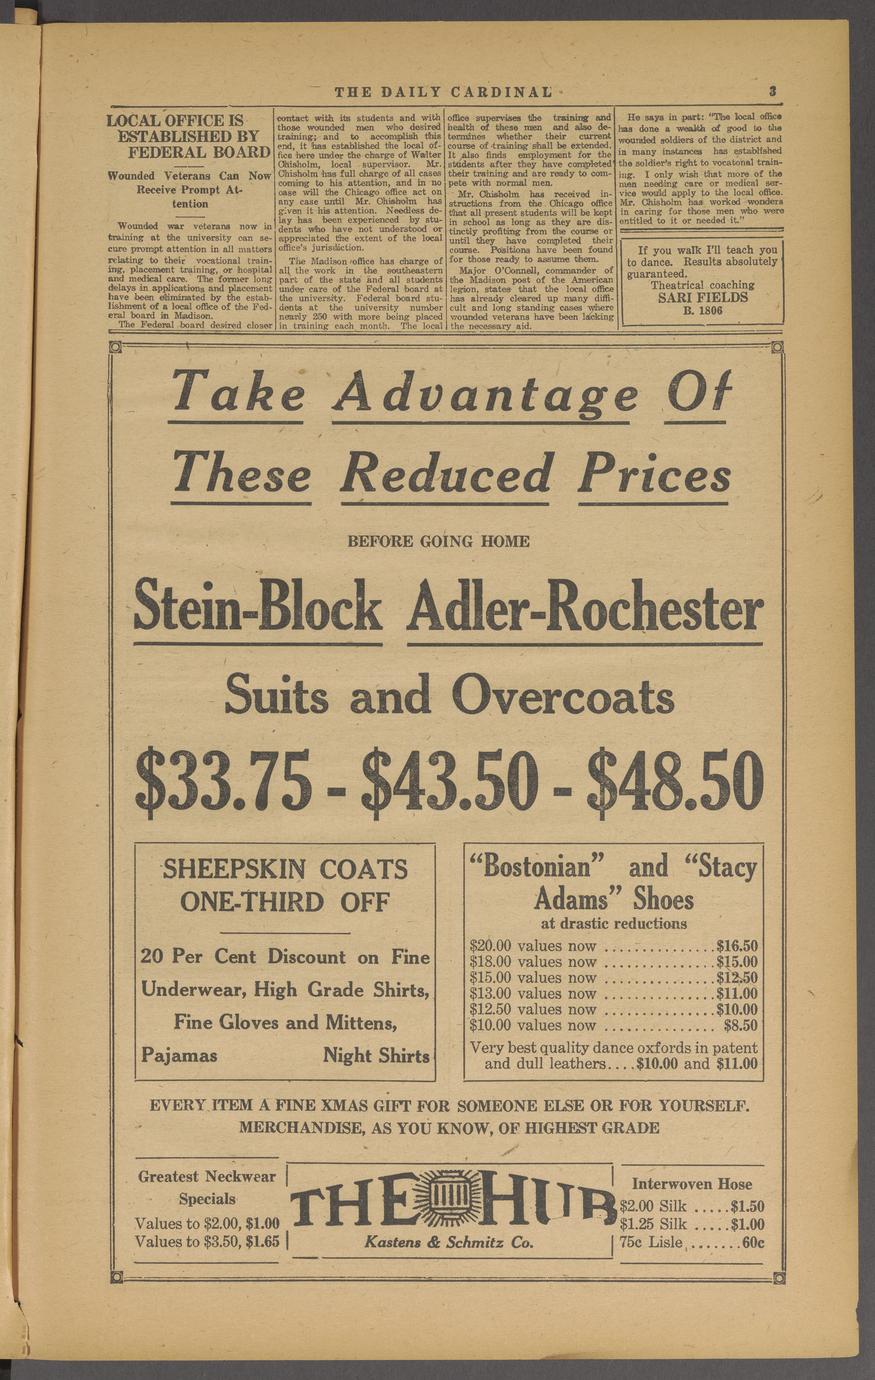 THE DAILY CARDINAL 3
LOCAL OFFICE IS
ESTABLISHED BY
FEDERAL BOARD
Wounded Veterans Can Now
Receive Prompt At-
tention
Wounded war veterans now in
training at the university can se-
cure prompt attention in all matters
relating to their vocational train-
ing, placement training, or hospital
and medical care. The former long
delays in applications and placement
have been eliminated by the estab-
lishment of a local office of the Fed-
eral board in Madison.
The Federal board desired closer
contact with its students and with
those wounded men who desired
training; and to accomplish this
end, it has established the local of-
fice here under the charge of Walter
Chisholm, local supervisor. Mr.
Chisholm has full charge of all cases
coming to his attention, and in no
case will the Chicago office act on
any case until Mr. Chisholm has
given it his attention. Needless de-
lay has been experienced by stu-
dents who have not understood or
appreciated the extent of the local
office's jurisdiction.
The Madison office has charge of
all the work in the southeastern
part of the state and all students
under care of the Federal board at
the university. Federal board stu-
dents at the university number
nearly 250 with more being placed
in training each month. The local
office supervises the training and
health of these men and also de-
termines whether their current
course of training shall be extended.
It also finds employment for the
students after they have completed
their training and are ready to com-
pete with normal men.
Mr. Chisholm has received in-
structions from the Chicago office
that all present students will be kept
in school as long as they are dis-
tinctly profiting from the course or
until they have completed their
course. Positions have been found
for those ready to assume them.
Major O'Connell, commander of
the Madison post of the American
legion, states that the local office
has already cleared up many diffi-
cult and long standing cases where
wounded veterans have been lacking
the necessary aid.
He says in part: "The local office
has done a wealth of good to the
wounded soldiers of the district and
in many instances has established
the soldier's right to vocatonal train-
ing. I only wish that more of the
men needing care or medical ser-
vice would apply to the local office.
Mr. Chisholm has worked wonders
in caring for those men who were
entitled to it or needed it."
If you walk I'll teach you
to dance. Results absolutely
guaranteed.
Theatrical coaching
SARI FIELDS
B. 1806
Take Advantage Of
These Reduced Prices
BEFORE GOING HOME
Stein-Block Adler-Rochester
Suits and Overcoats
$33.75 - $43.50 - $48.50
SHEEPSKIN COATS
ONE-THIRD OFF
20 Per Cent Discount on Fine
Underwear, High Grade Shirts,
Fine Gloves and Mittens,
Pajamas Night Shirts
"Bostonian" and "Stacy
Adams" Shoes
at drastic reductions
$20.00 values now ..............$16.50
$18.00 values now ..............$15.00
$15.00 values now ..............$12.50
$13.00 values now ..............$11.00
$12.50 values now ..............$10.00
$10.00 values now .............. $8.50
Very best quality dance oxfords in patent
and dull leathers....$10.00 and $11.00
EVERY ITEM A FINE XMAS GIFT FOR SOMEONE ELSE OR FOR YOURSELF.
MERCHANDISE, AS YOU KNOW, OF HIGHEST GRADE
Greatest Neckwear
Specials
Values to $2.00, $1.00
Values to $3.50, $1.65
THE HUB
Kastens & Schmitz Co.
Interwoven Hose
$2.00 Silk .....$1.50
$1.25 Silk .....$1.00
75c Lisle ........60c